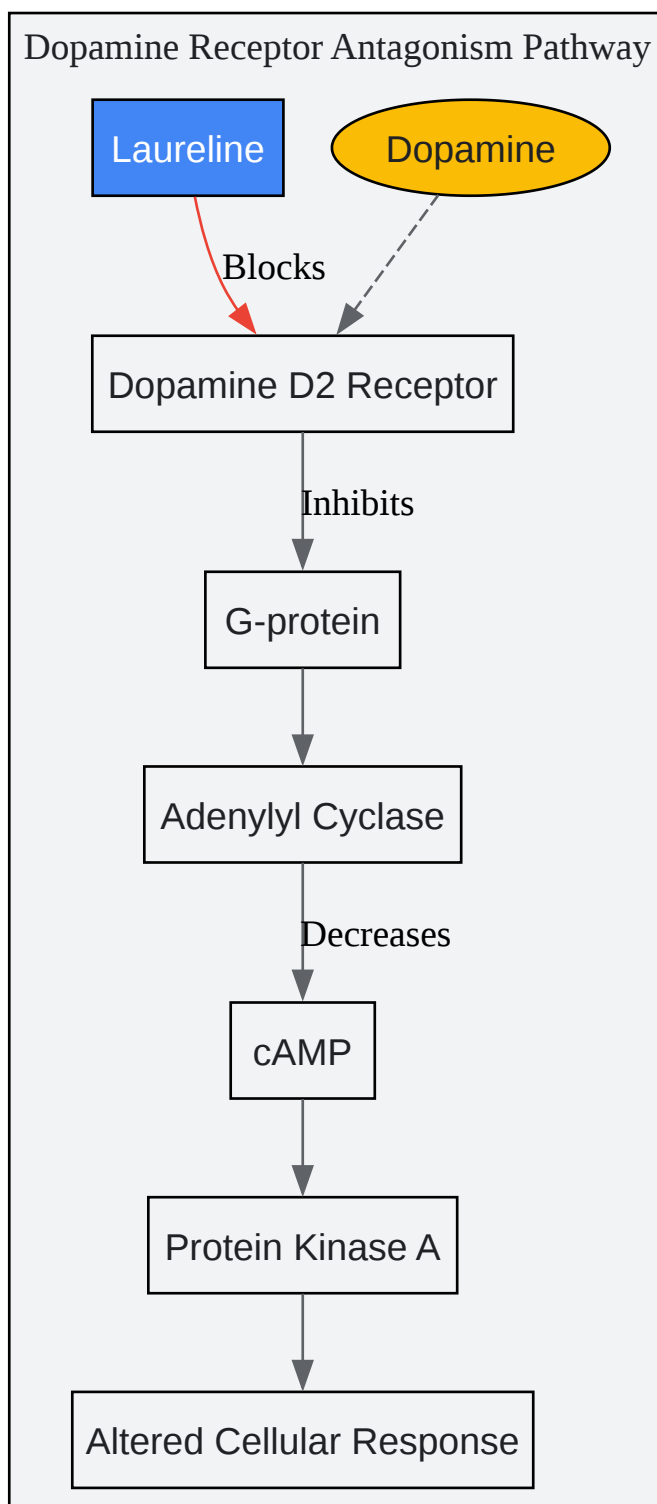 Dopamine Receptor Antagonism Pathway
Laureline
Dopamine
Blocks
Dopamine D2 Receptor
Inhibits
G-protein
Adenylyl Cyclase
Decreases
cAMP
Protein Kinase A
Altered Cellular Response